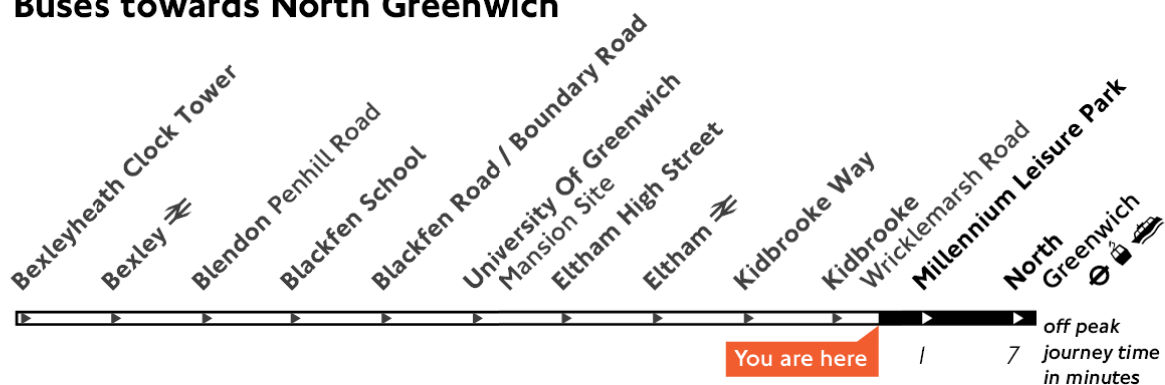 Buses towards North Greenwich
Bexleyheath Clock Tower
Bexley
Blendon Penhill Road
Blackfen School
Blackfen Road / Boundary Road
University Of Greenwich
Mansion Site
Eltham High Street
Eltham
Kidbrooke Way
Kidbrooke
Wricklemarsh Road
Millennium Leisure Park
North
Greenwich
You are here
1
7
off peak
journey time
in minutes